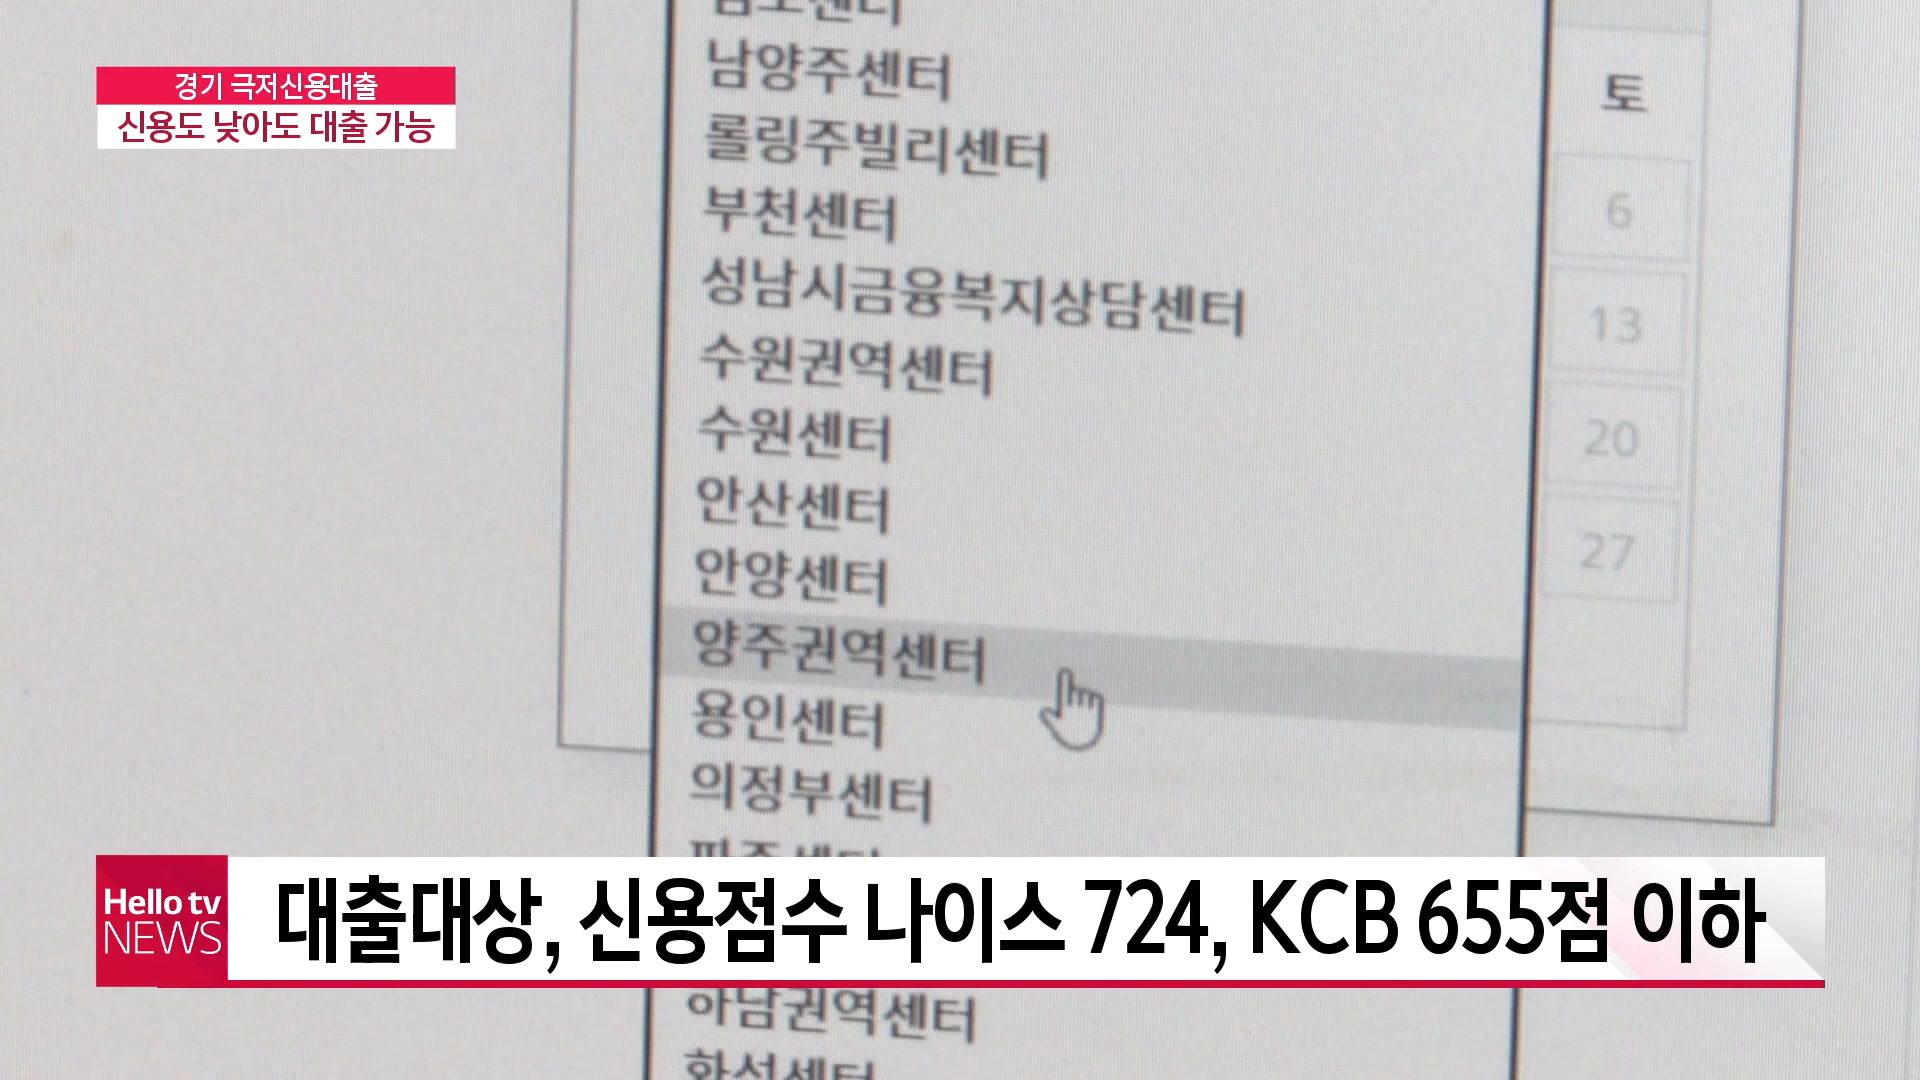 경기 극저신용대출
신용도 낮아도 대출 가능
남양주센터
롤링주빌리센터
부천센터
성남시금융복지상담센터
수원권역센터
수원센터
안산센터
안양센터
양주권역센터
용인센터
의정부센터
토
6
13
20
27
Hello tv
NEWS
대출대상, 신용점수 나이스 724, KCB 655점 이하
하남권역센터
화성센터